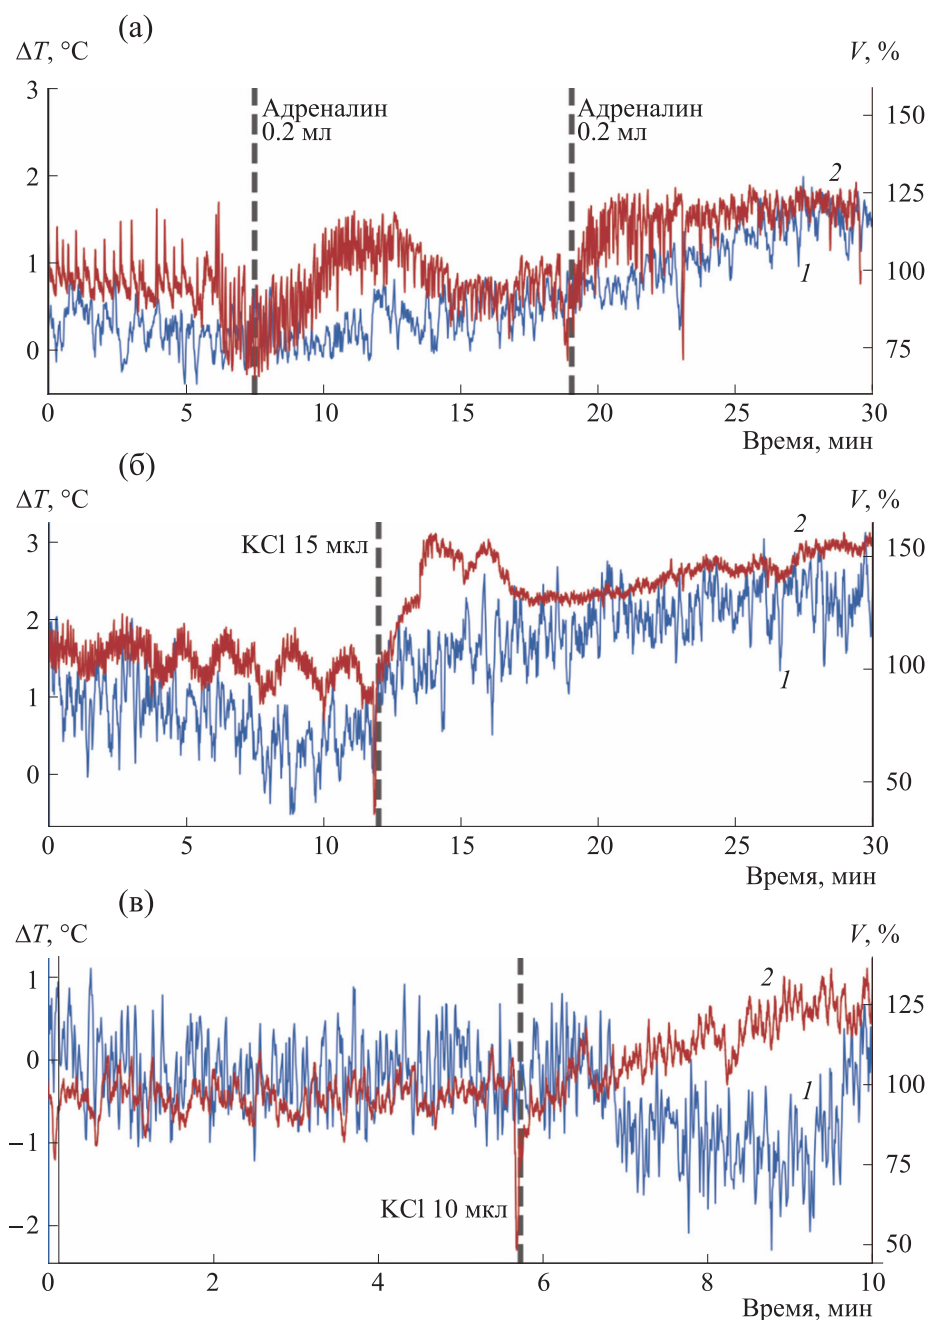 (а)
ΔT, °C
V, %
3
2
1
0
150
125
100
75
Адреналин
0.2 мл
Адреналин
0.2 мл
2
1
0 5 10 15 20 25 30
Время, мин
(б)
ΔT, °C
V, %
3
2
1
0
150
100
50
KCl 15 мкл
2
1
0 5 10 15 20 25 30
Время, мин
(в)
ΔT, °C
V, %
1
0
−1
−2
125
100
75
50
2
1
KCl 10 мкл
0 2 4 6 8 10
Время, мин